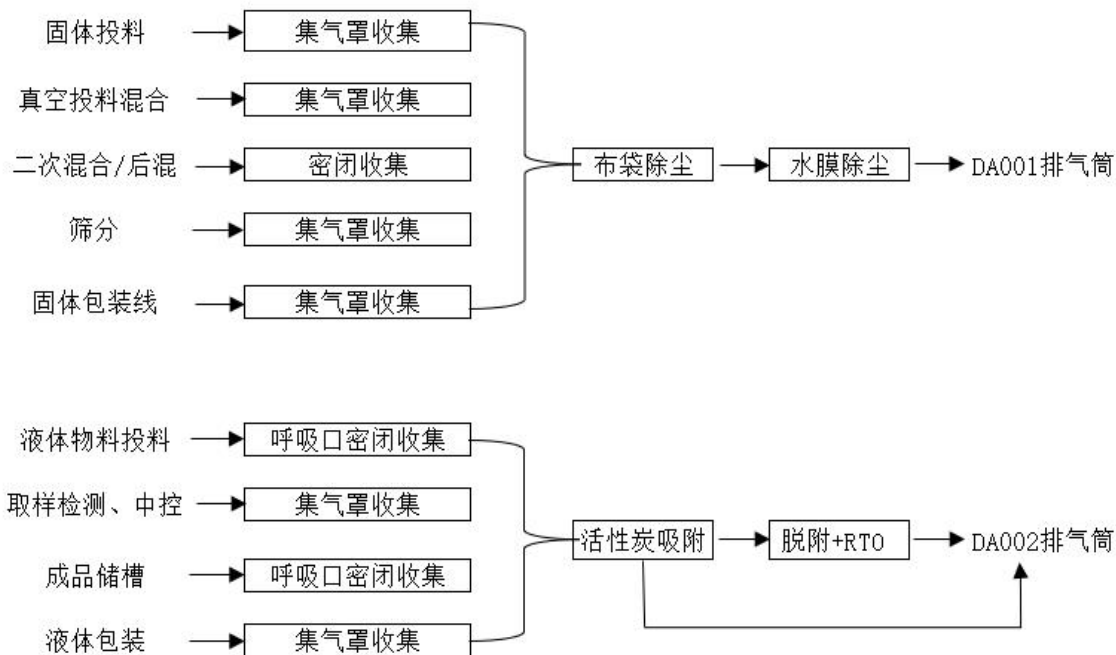 固体投料 集气罩收集
真空投料混合 集气罩收集
二次混合/后混 密闭收集 布袋除尘 水膜除尘 DA001排气筒
筛分 集气罩收集
固体包装线 集气罩收集
液体物料投料 呼吸口密闭收集
取样检测、中控 集气罩收集
活性炭吸附 脱附+RTO DA002排气筒
成品储槽 呼吸口密闭收集
液体包装 集气罩收集